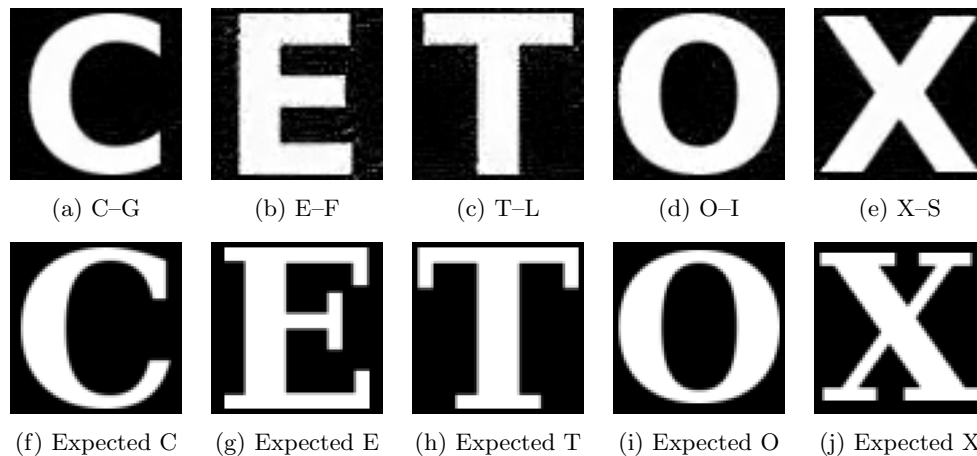 C E T O X
(a) C–G (b) E–F (c) T–L (d) O–I (e) X–S
C E T O X
(f) Expected C (g) Expected E (h) Expected T (i) Expected O (j) Expected X